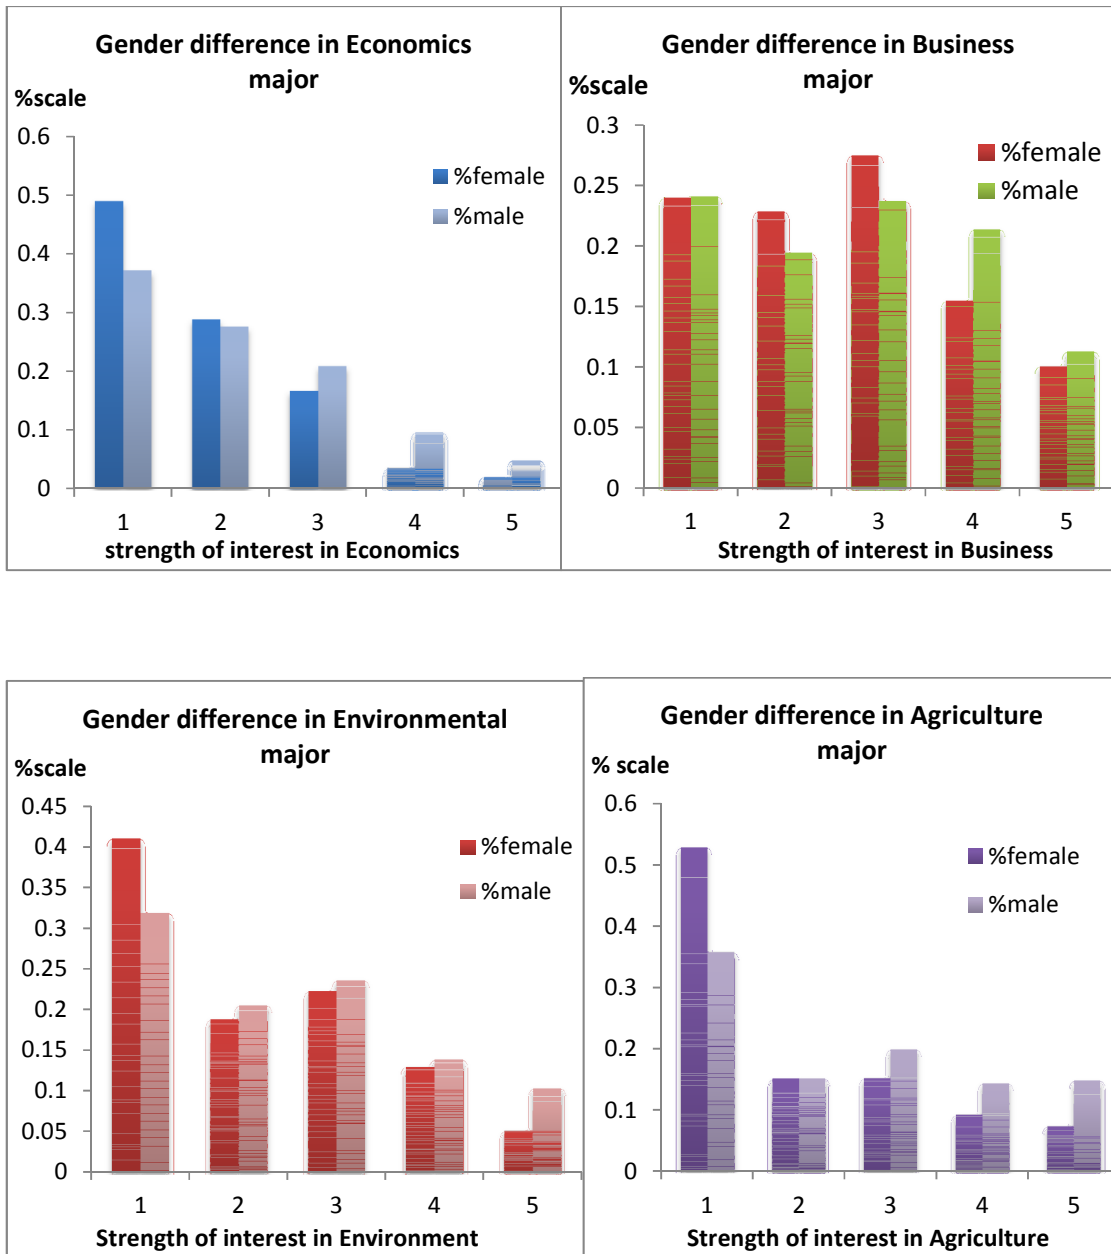 Gender difference in Economics
major
%scale
0.6
0.5
0.4
0.3
0.2
0.1
0
%female
%male
1 2 3 4 5
strength of interest in Economics
Gender difference in Business
major
%scale
0.3
0.25
0.2
0.15
0.1
0.05
0
%female
%male
1 2 3 4 5
Strength of interest in Business
Gender difference in Environmental
major
%scale
0.45
0.4
0.35
0.3
0.25
0.2
0.15
0.1
0.05
0
%female
%male
1 2 3 4 5
Strength of interest in Environment
Gender difference in Agriculture
major
% scale
0.6
0.5
0.4
0.3
0.2
0.1
0
%female
%male
1 2 3 4 5
Strength of interest in Agriculture